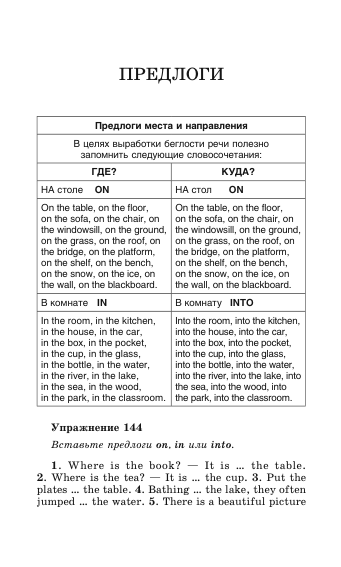 ПРЕДЛОГИ
Предлоги места и направления
В целях выработки беглости речи полезно
запомнить следующие словосочетания:
ГДЕ?
КУДА?
НА столе ON
НА стол ON
On the table, on the floor,
on the sofa, on the chair, on
the windowsill, on the ground,
on the grass, on the roof, on
the bridge, on the platform,
on the shelf, on the bench,
on the snow, on the ice, on
the wall, on the blackboard.
On the table, on the floor,
on the sofa, on the chair, on
the windowsill, on the ground,
on the grass, on the roof, on
the bridge, on the platform,
on the shelf, on the bench,
on the snow, on the ice, on
the wall, on the blackboard.
В комнате IN
В комнату INTO
In the room, in the kitchen,
in the house, in the car,
in the box, in the pocket,
in the cup, in the glass,
in the bottle, in the water,
in the river, in the lake,
in the sea, in the wood,
in the park, in the classroom.
Into the room, into the kitchen,
into the house, into the car,
into the box, into the pocket,
into the cup, into the glass,
into the bottle, into the water,
into the river, into the lake, into
the sea, into the wood, into
the park, into the classroom.
Упражнение 144
Вставьте предлоги on, in или into.
1. Where is the book? — It is ... the table.
2. Where is the tea? — It is ... the cup. 3. Put the
plates ... the table. 4. Bathing ... the lake, they often
jumped ... the water. 5. There is a beautiful picture